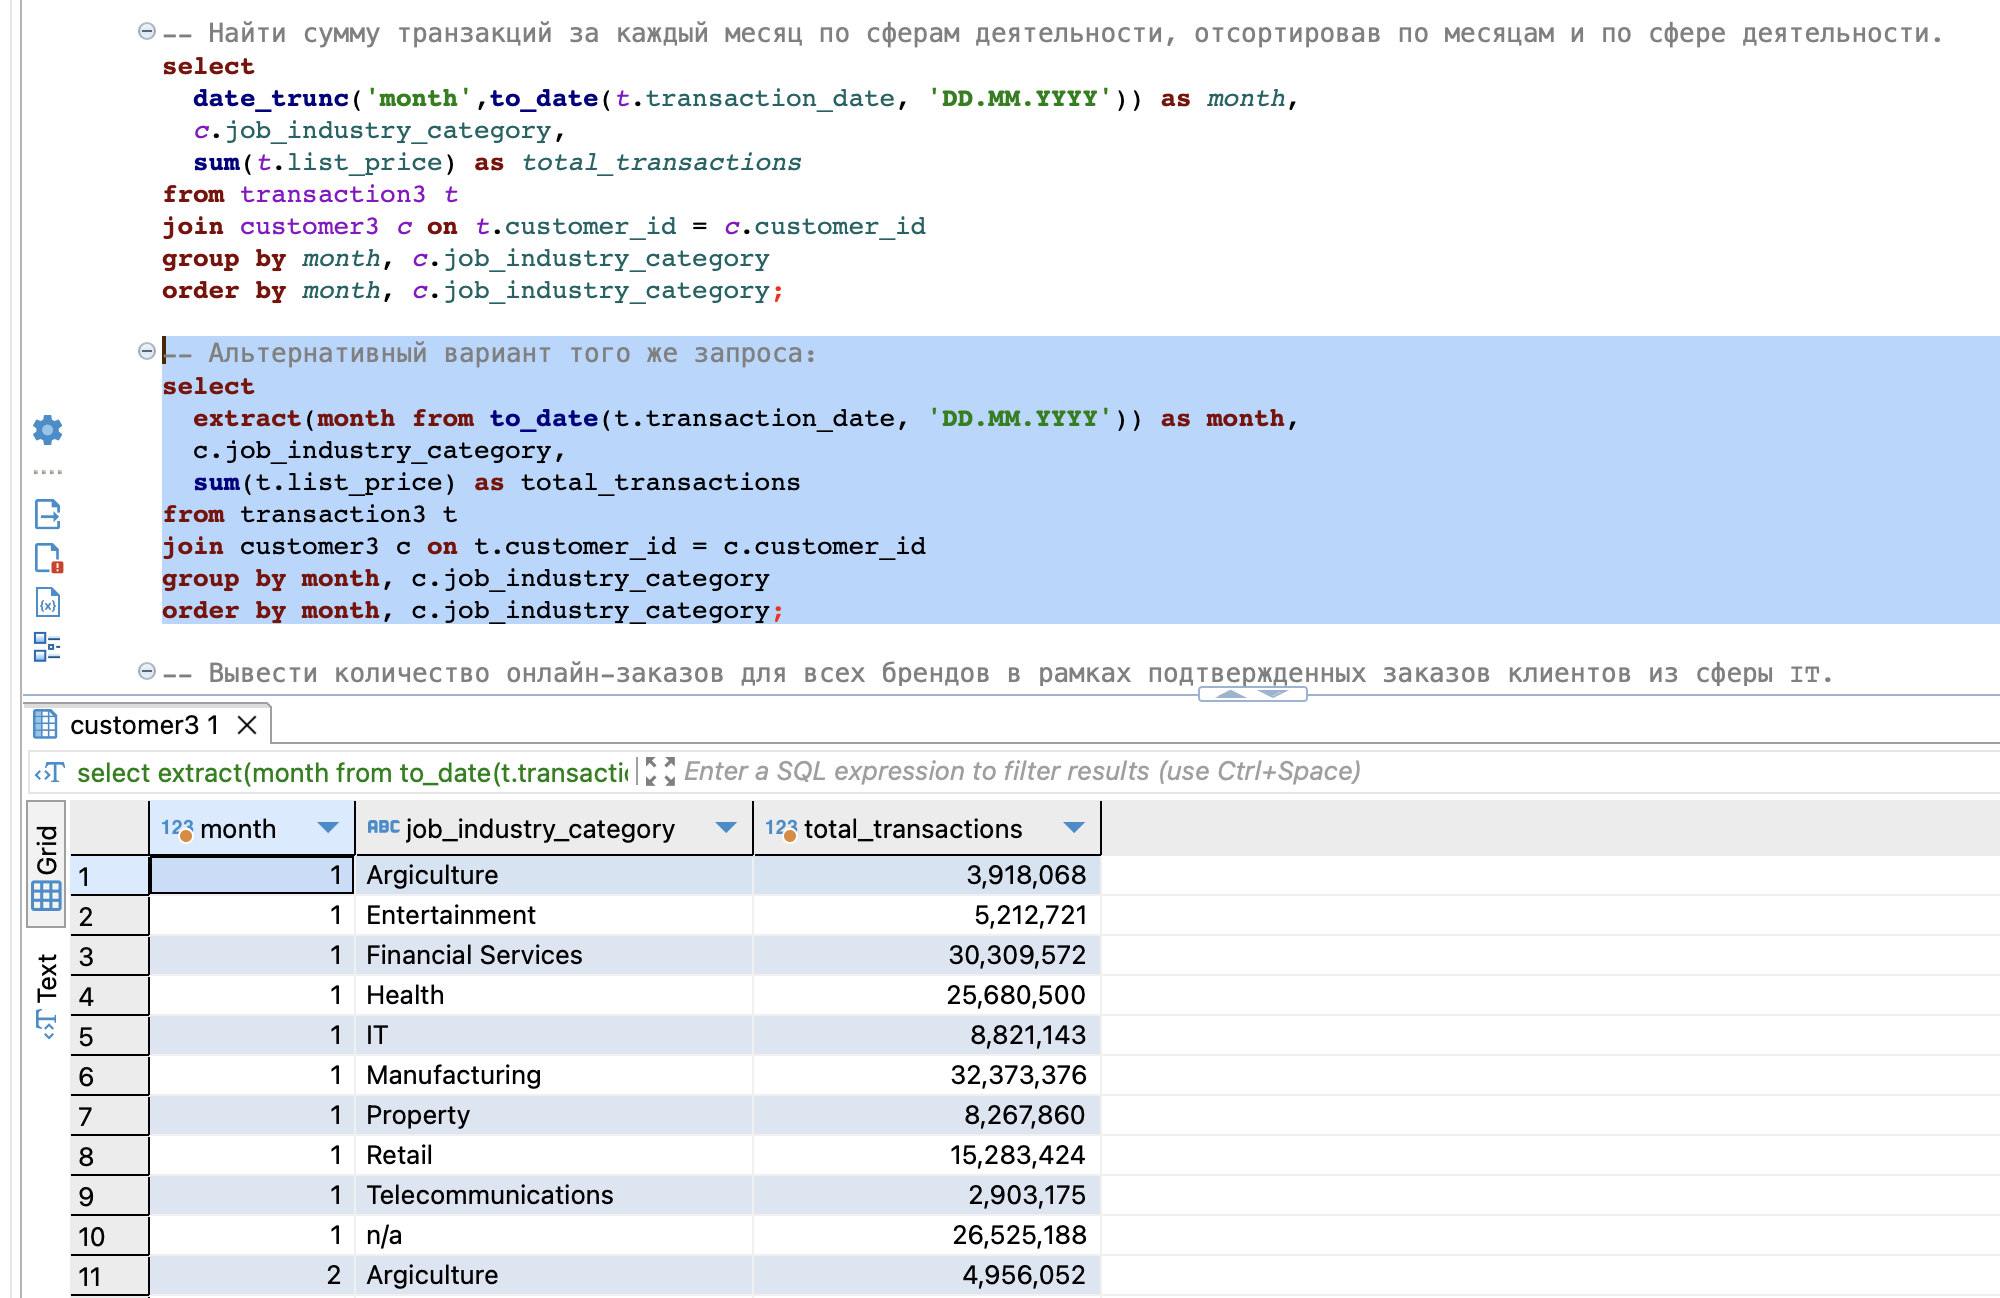 -- Найти сумму транзакций за каждый месяц по сферам деятельности, отсортировав по месяцам и по сфере деятельности.
select
date_trunc('month',to_date(t.transaction_date, 'DD.MM.YYYY')) as month,
c.job_industry_category,
sum(t.list_price) as total_transactions
from transaction3 t
join customer3 c on t.customer_id = c.customer_id
group by month, c.job_industry_category
order by month, c.job_industry_category;
-- Альтернативный вариант того же запроса:
select
extract(month from to_date(t.transaction_date, 'DD.MM.YYYY')) as month,
c.job_industry_category,
sum(t.list_price) as total_transactions
from transaction3 t
join customer3 c on t.customer_id = c.customer_id
group by month, c.job_industry_category
order by month, c.job_industry_category;
-- Вывести количество онлайн-заказов для всех брендов в рамках подтвержденных заказов клиентов из сферы IT.
customer3 1
select extract(month from to_date(t.transacti Enter a SQL expression to filter results (use Ctrl+Space)
Grid
Text
123 month ABC job_industry_category 123 total_transactions
1 1 Argiculture 3,918,068
2 1 Entertainment 5,212,721
3 1 Financial Services 30,309,572
4 1 Health 25,680,500
5 1 IT 8,821,143
6 1 Manufacturing 32,373,376
7 1 Property 8,267,860
8 1 Retail 15,283,424
9 1 Telecommunications 2,903,175
10 1 n/a 26,525,188
11 2 Argiculture 4,956,052